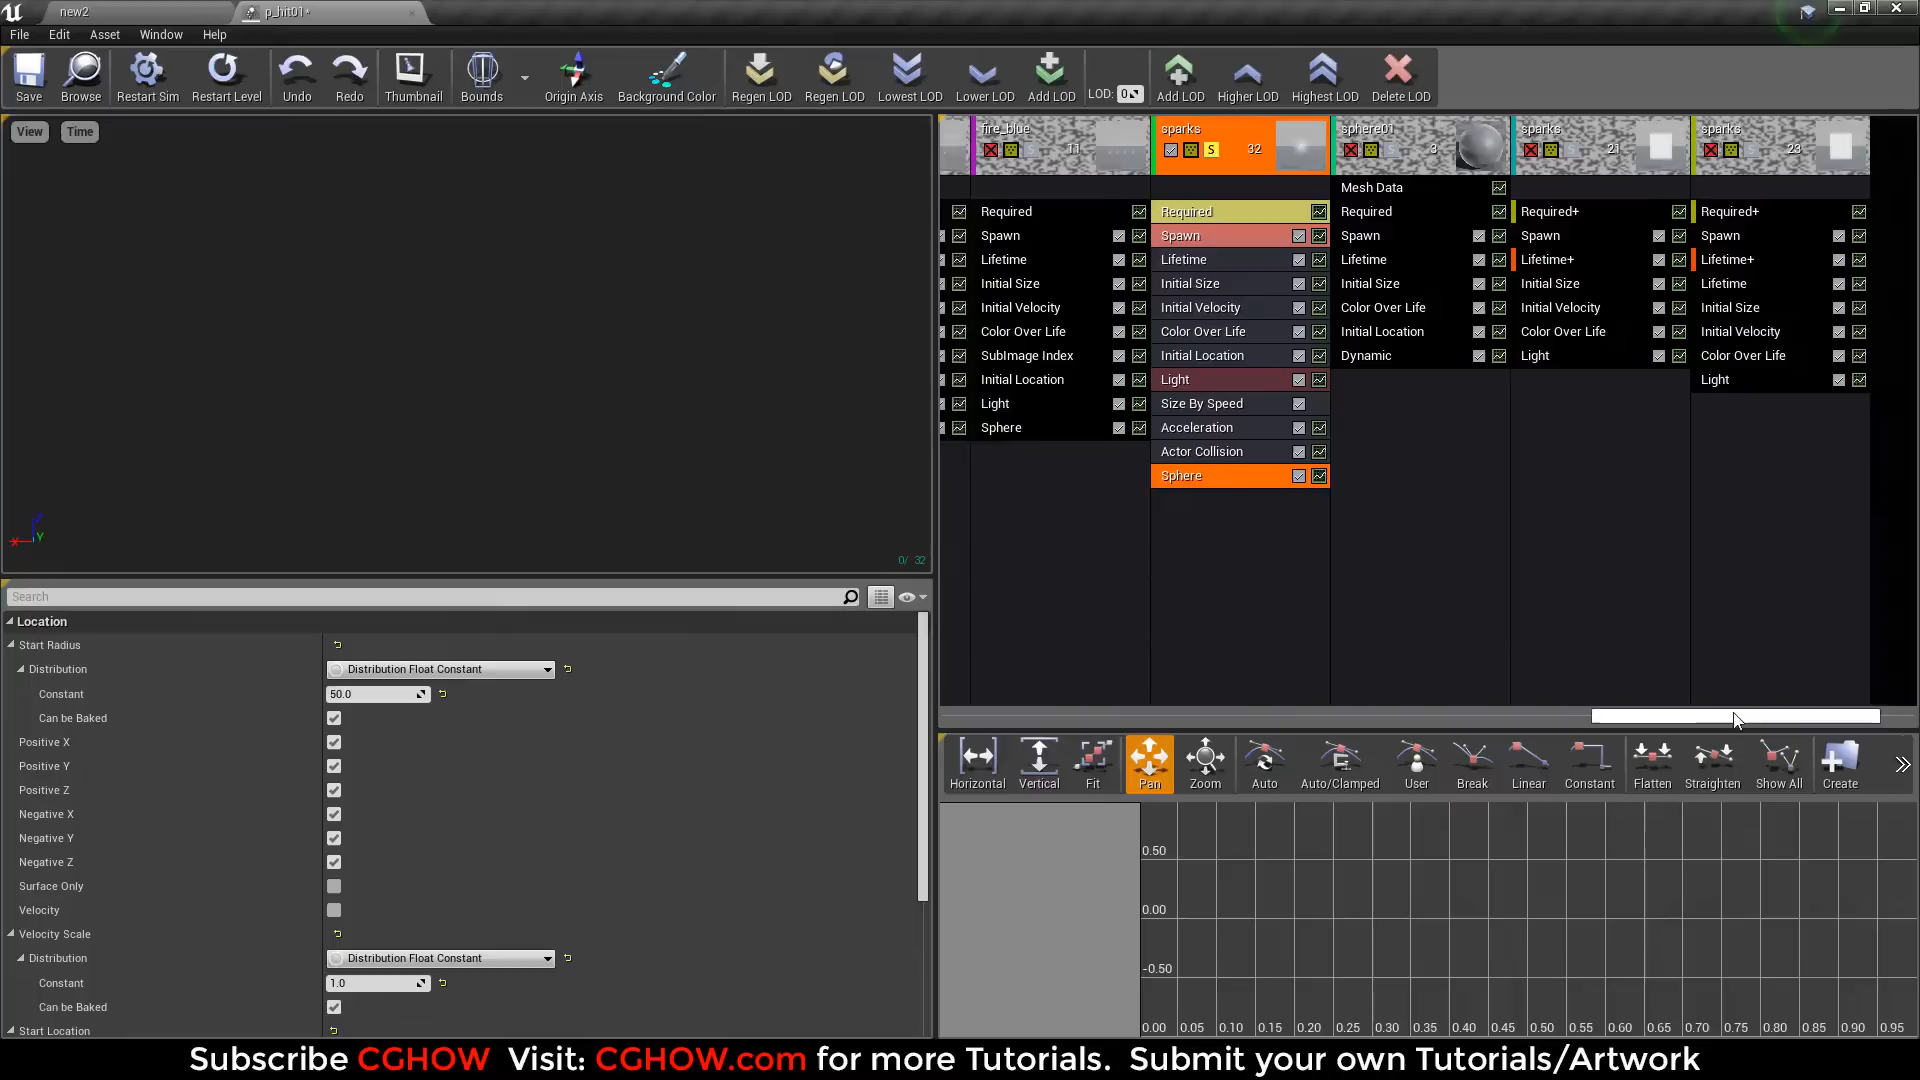 new2
p_hit01*
File Edit Asset Window Help
Save Browse Restart Sim Restart Level Undo Redo Thumbnail Bounds Origin Axis Background Color Regen LOD Regen LOD Lowest LOD Lower LOD Add LOD LOD: 0 Add LOD Higher LOD Highest LOD Delete LOD
View Time
fire_blue 11
Required
Spawn
Lifetime
Initial Size
Initial Velocity
Color Over Life
SubImage Index
Initial Location
Light
Sphere
sparks
S 32
Required
Spawn
Lifetime
Initial Size
Initial Velocity
Color Over Life
Initial Location
Light
Size By Speed
Acceleration
Actor Collision
Sphere
sphere01
S 3
Mesh Data
Required
Spawn
Lifetime
Initial Size
Color Over Life
Initial Location
Dynamic
sparks
S 21
Required+
Spawn
Lifetime+
Initial Size
Initial Velocity
Color Over Life
Light
sparks
S 23
Required+
Spawn
Lifetime+
Lifetime
Initial Size
Initial Velocity
Color Over Life
Light
Z
X Y
0/ 32
Search
Location
Start Radius
Distribution Distribution Float Constant
Constant 50.0
Can be Baked
Positive X
Positive Y
Positive Z
Negative X
Negative Y
Negative Z
Surface Only
Velocity
Velocity Scale
Distribution Distribution Float Constant
Constant 1.0
Can be Baked
Start Location
Horizontal Vertical Fit Pan Zoom Auto Auto/Clamped User Break Linear Constant Flatten Straighten Show All Create
0.50
0.00
-0.50
0.00 0.05 0.10 0.15 0.20 0.25 0.30 0.35 0.40 0.45 0.50 0.55 0.60 0.65 0.70 0.75 0.80 0.85 0.90 0.95
Subscribe CGHOW Visit: CGHOW.com for more Tutorials. Submit your own Tutorials/Artwork